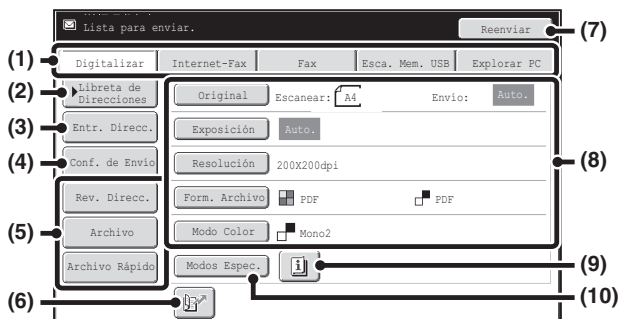 Lista para enviar.
Reenviar
(7)
(1)
Digitalizar Internet-Fax Fax Esca. Mem. USB Explorar PC
(2)
Libreta de
Direcciones
Original Escanear: A4 Envío: Auto.
(3)
Entr. Direcc.
Exposición Auto.
(4)
Conf. de Envio
Resolución 200X200dpi
(8)
Rev. Direcc.
Form. Archivo PDF PDF
(5)
Archivo
Modo Color Mono2
Archivo Rápido
Modos Espec.
(9)
(6)
(10)